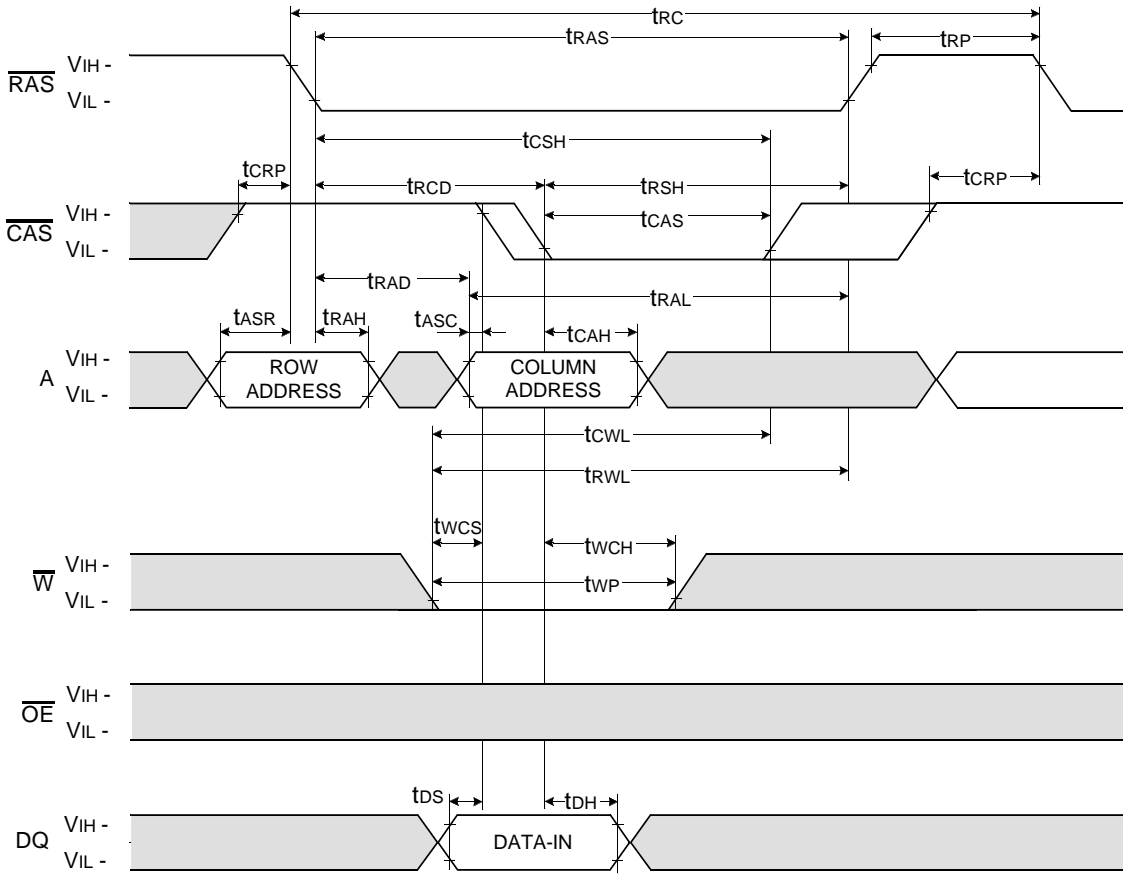 tRC
tRAS
tRP
RAS
VIH -
VIL -
tCSH
tCRP
tRCD
tRSH
tCRP
CAS
VIH -
VIL -
tCAS
tRAD
tRAL
tASR
tRAH
tASC
tCAH
A
VIH -
VIL -
ROW
ADDRESS
COLUMN
ADDRESS
tCWL
tRWL
tWCS
tWCH
W
VIH -
VIL -
tWP
OE
VIH -
VIL -
tDS
tDH
DQ
VIH -
VIL -
DATA-IN